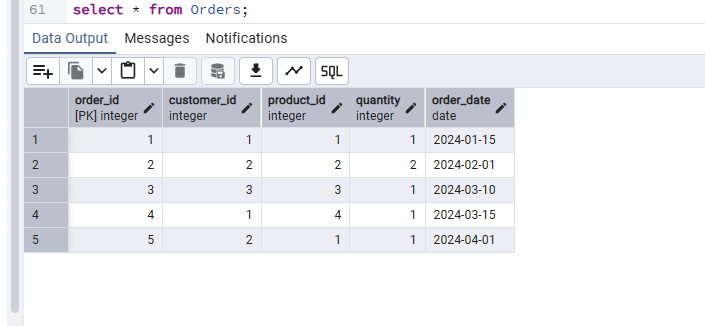 61 select * from Orders;
Data Output Messages Notifications
SQL
order_id customer_id product_id quantity order_date
[PK] integer integer integer integer date
1 1 1 1 1 2024-01-15
2 2 2 2 2 2024-02-01
3 3 3 3 1 2024-03-10
4 4 1 4 1 2024-03-15
5 5 2 1 1 2024-04-01